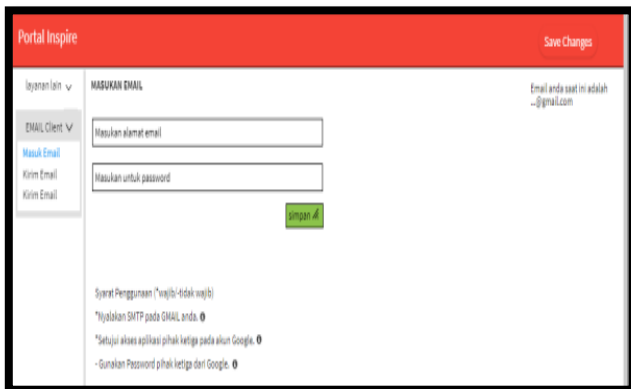 Portal Inspire
Save Changes
layanan lain
MASUKAN EMAIL
Email anda saat ini adalah
...@gmail.com
EMAIL Client
Masuk Email
Kirim Email
Kirim Email
Masukan alamat email
Masukan untuk password
simpan
Syarat Penggunaan (*wajib/-tidak wajib)
*Nyalakan SMTP pada GMAIL anda.
*Setujui akses aplikasi pihak ketiga pada akun Google.
- Gunakan Password pihak ketiga dari Google.